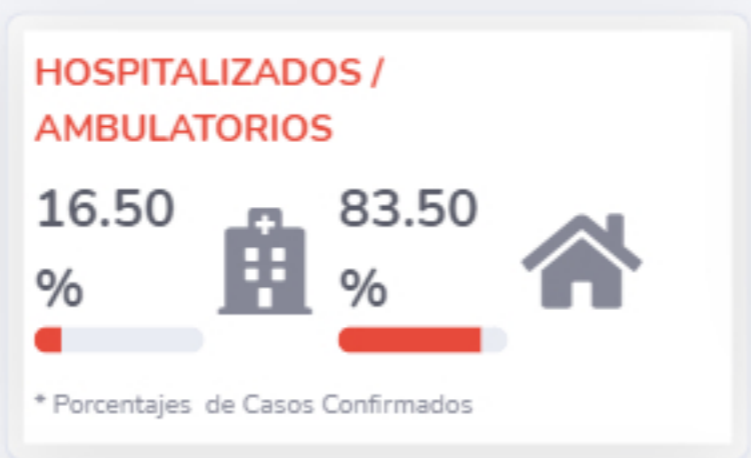 HOSPITALIZADOS /
AMBULATORIOS
16.50
%
83.50
%
* Porcentajes de Casos Confirmados